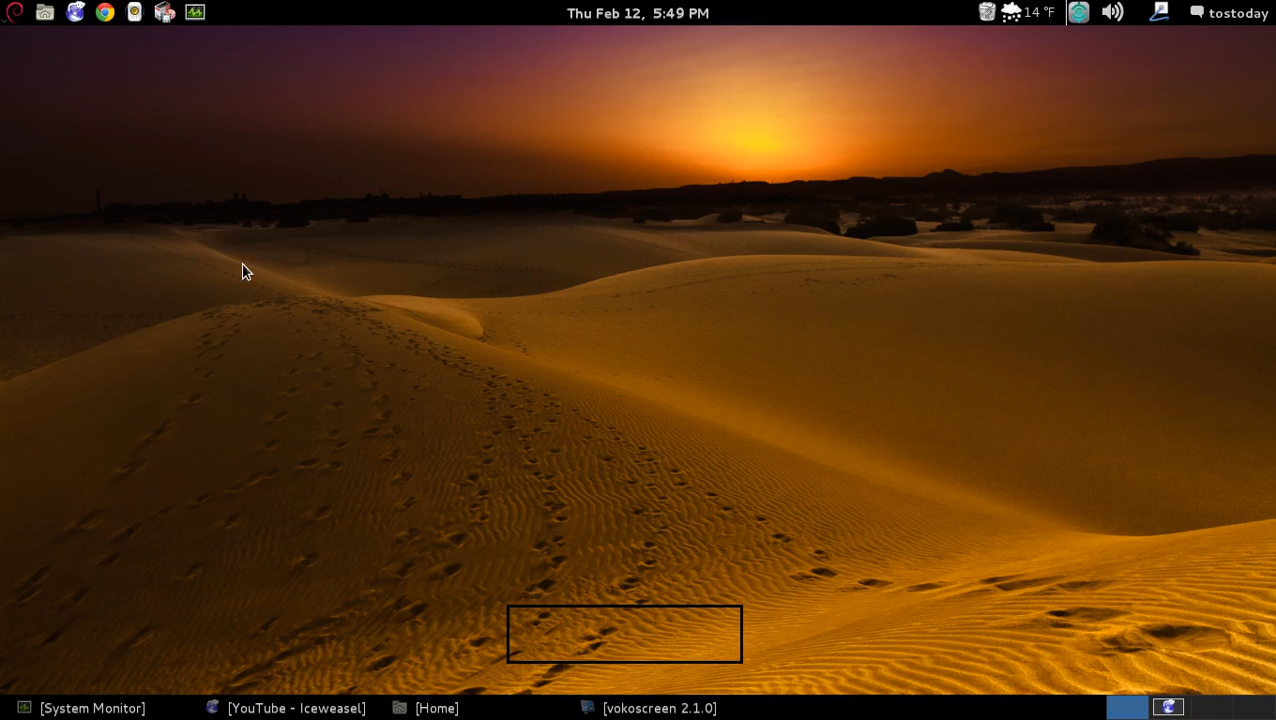 Thu Feb 12, 5:49 PM
14 °F
tostoday
[System Monitor]
[YouTube - Iceweasel]
[Home]
[vokoscreen 2.1.0]